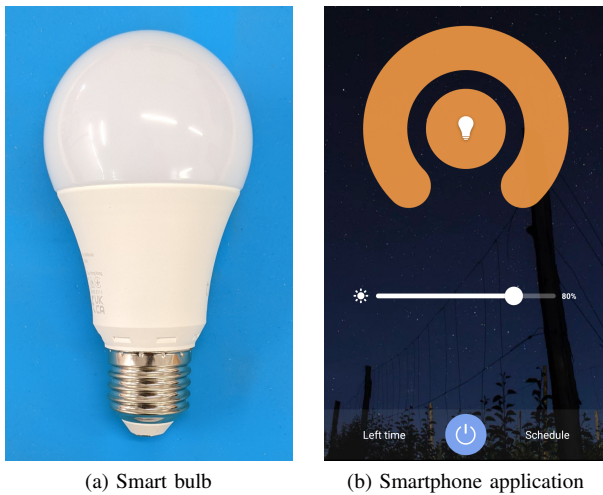 80%
Left time
Schedule
(a) Smart bulb
(b) Smartphone application